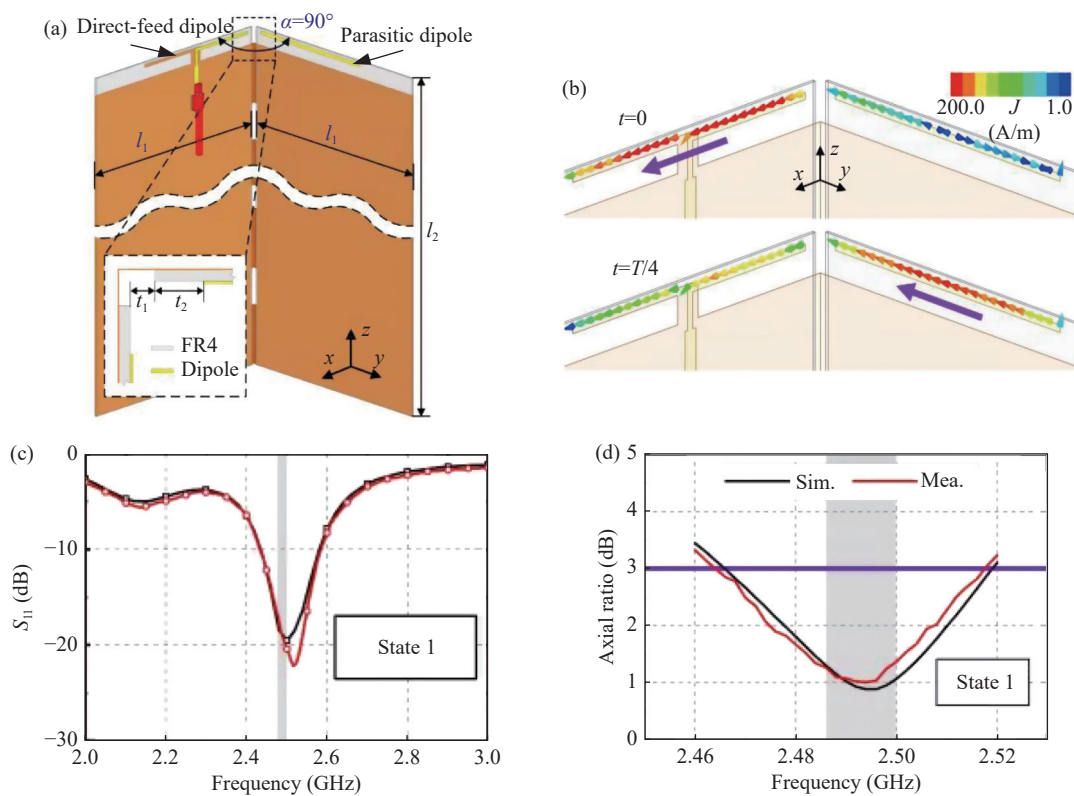 (a)
Direct-feed dipole
α=90°
Parasitic dipole
l1
l1
l2
t1
t2
FR4
Dipole
z
x
y
(b)
t=0
200.0 J 1.0
(A/m)
z
x
y
t=T/4
z
x
y
(c)
0
−10
−20
−30
S11 (dB)
State 1
2.0 2.2 2.4 2.6 2.8 3.0
Frequency (GHz)
(d)
Sim. Mea.
5
4
3
2
1
0
Axial ratio (dB)
State 1
2.46 2.48 2.50 2.52
Frequency (GHz)